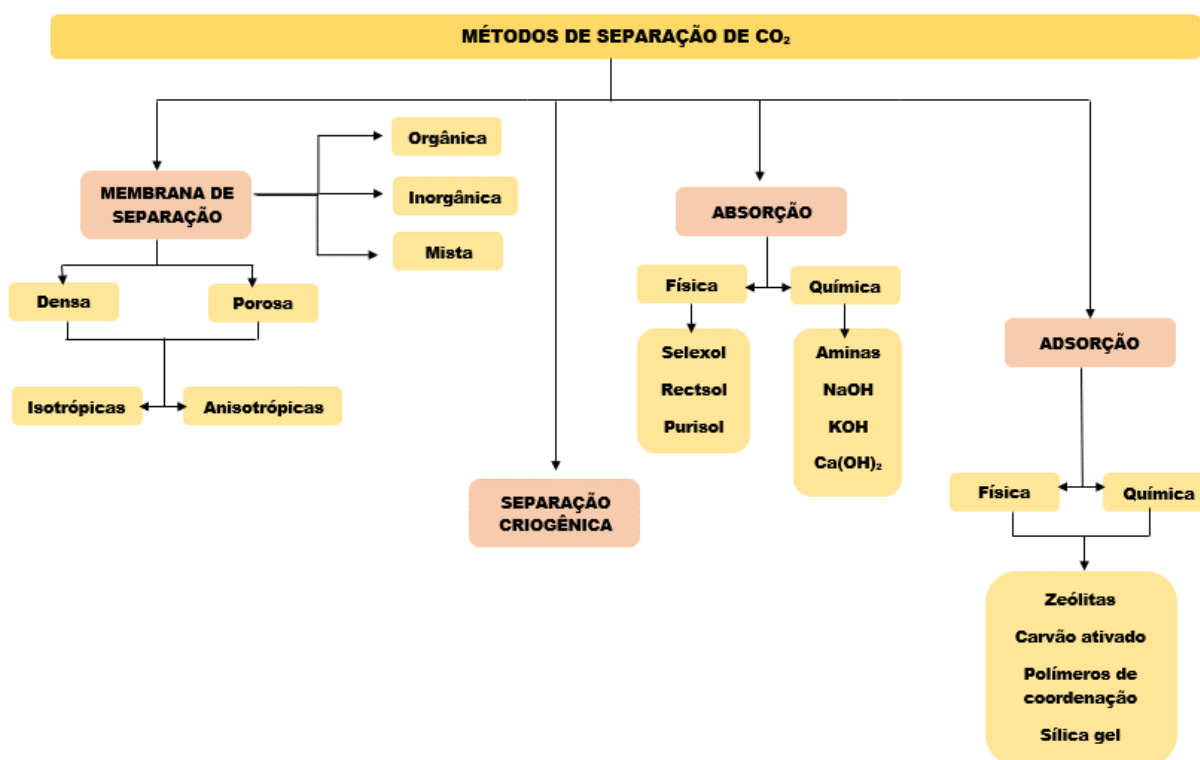 MÉTODOS DE SEPARAÇÃO DE CO₂
MEMBRANA DE
SEPARAÇÃO
Orgânica
Inorgânica
Mista
Densa
Porosa
Isotrópicas
Anisotrópicas
SEPARAÇÃO
CRIOGÊNICA
ABSORÇÃO
Física
Química
Selexol
Rectsol
Purisol
Aminas
NaOH
KOH
Ca(OH)₂
ADSORÇÃO
Física
Química
Zeólitas
Carvão ativado
Polímeros de
coordenação
Sílica gel